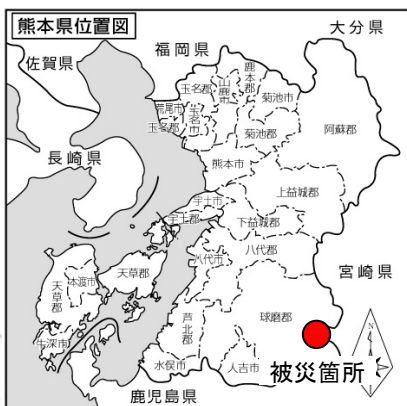 熊本県位置図
大分県
福岡県
佐賀県
玉名郡
山鹿市
鹿本郡
菊池市
荒尾市
玉名市
玉名郡
菊池郡
阿蘇郡
長崎県
熊本市
上益城郡
宇土市
宇土郡
下益城郡
八代市
八代郡
宮崎県
天草郡
本渡市
天草郡
芦北郡
球磨郡
牛深市
水俣市
人吉市
被災箇所
鹿児島県
N